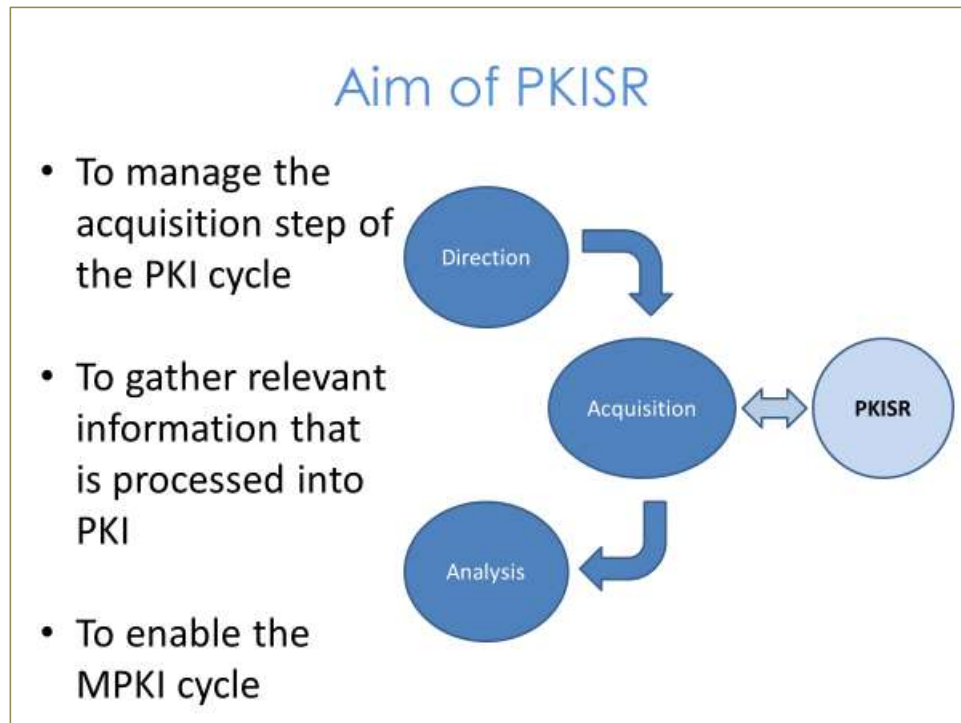 Aim of PKISR
• To manage the
acquisition step of
the PKI cycle
• To gather relevant
information that
is processed into
PKI
• To enable the
MPKI cycle
Direction
Acquisition
PKISR
Analysis